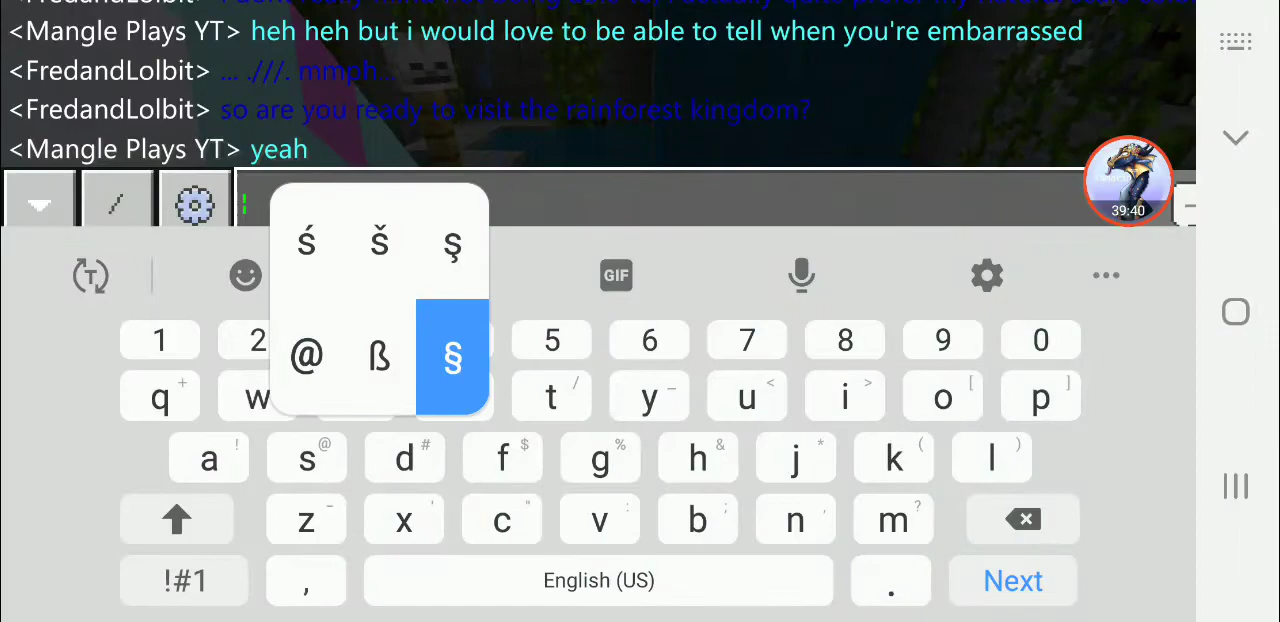 <Mangle Plays YT> heh heh but i would love to be able to tell when you're embarrassed
<FredandLolbit> ... .///. mmph...
<FredandLolbit> so are you ready to visit the rainforest kingdom?
<Mangle Plays YT> yeah
/
39:40
ś š ş
@ ß §
T
GIF
1 2 5 6 7 8 9 0
q + w t / y – u < i > o [ p ]
a ! s @ d # f $ g % h & j * k ( l )
z - x ' c " v : b ; n , m ?
!#1 , English (US) . Next